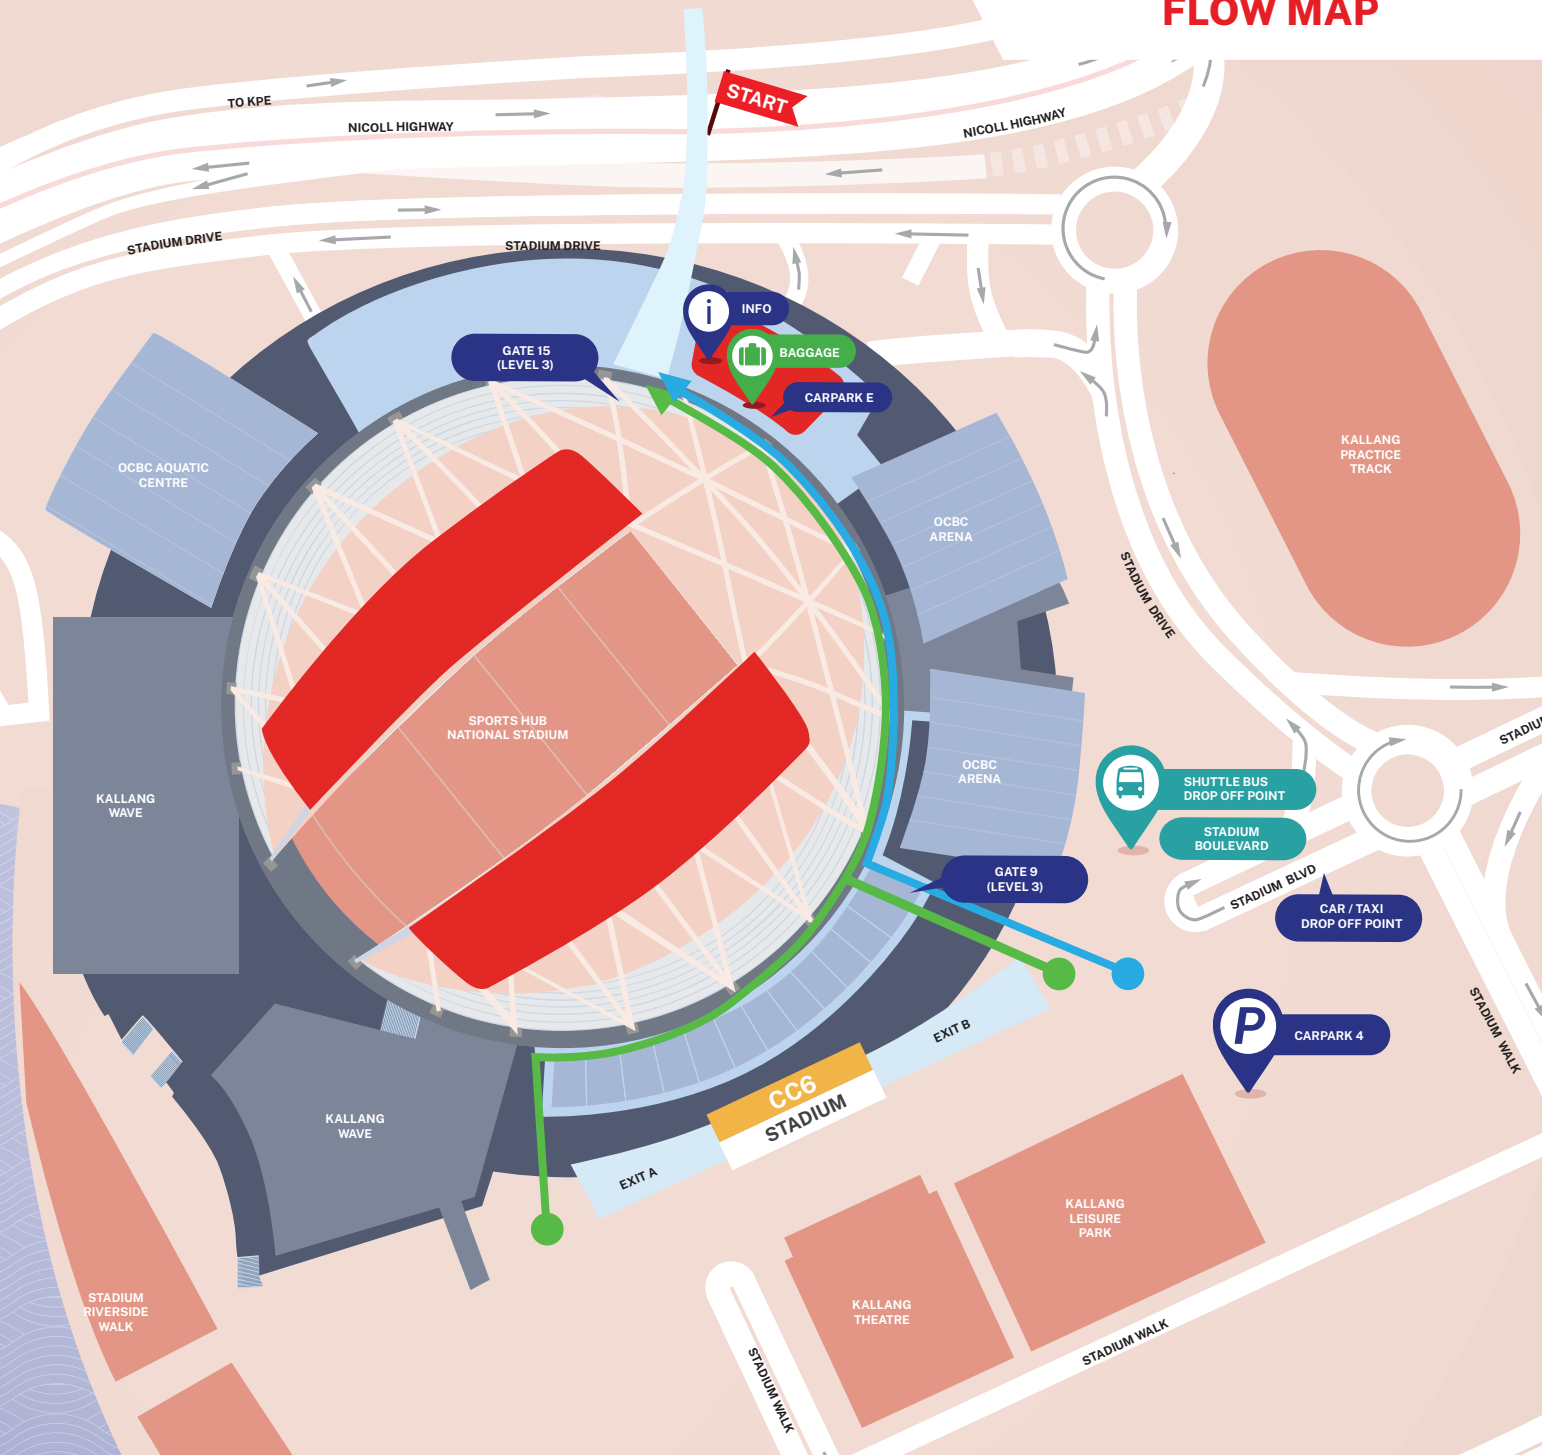 FLOW MAP
START
TO KPE
NICOLL HIGHWAY
NICOLL HIGHWAY
STADIUM DRIVE
STADIUM DRIVE
i
INFO
GATE 15
(LEVEL 3)
BAGGAGE
CARPARK E
OCBC AQUATIC
CENTRE
KALLANG
PRACTICE
TRACK
OCBC
ARENA
STADIUM DRIVE
SPORTS HUB
NATIONAL STADIUM
KALLANG
WAVE
OCBC
ARENA
SHUTTLE BUS
DROP OFF POINT
STADIUM
BOULEVARD
GATE 9
(LEVEL 3)
STADIUM BLVD
CAR / TAXI
DROP OFF POINT
STADIUM WALK
P
CARPARK 4
EXIT B
CC6
STADIUM
EXIT A
KALLANG
WAVE
KALLANG
LEISURE
PARK
KALLANG
THEATRE
STADIUM
RIVERSIDE
WALK
STADIUM WALK
STADIUM WALK